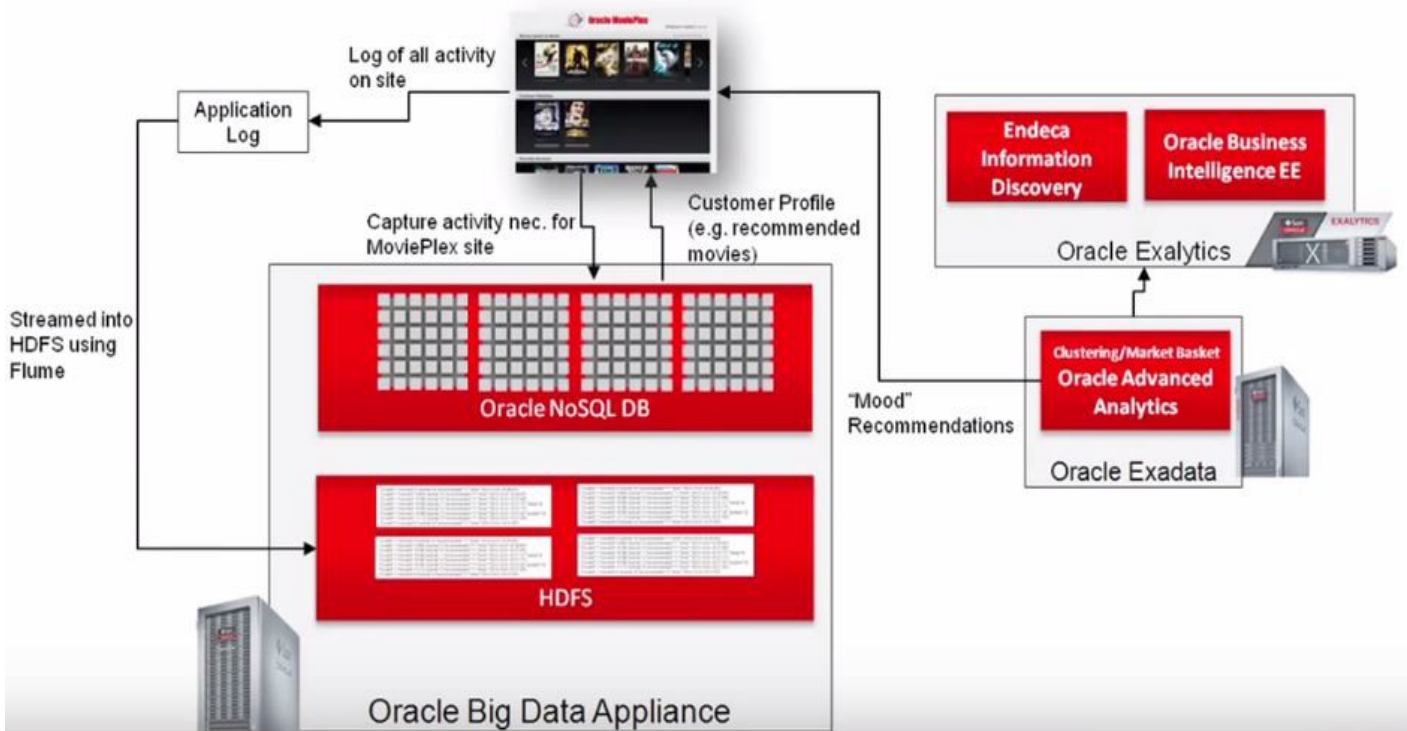 Oracle MoviePlex
Log of all activity
on site
Application
Log
Endeca
Information
Discovery
Oracle Business
Intelligence EE
EXALYTICS
Oracle Exalytics
Capture activity nec. for
MoviePlex site
Customer Profile
(e.g. recommended
movies)
Streamed into
HDFS using
Flume
Oracle NoSQL DB
Clustering/Market Basket
Oracle Advanced
Analytics
"Mood"
Recommendations
Oracle Exadata
HDFS
Oracle Big Data Appliance